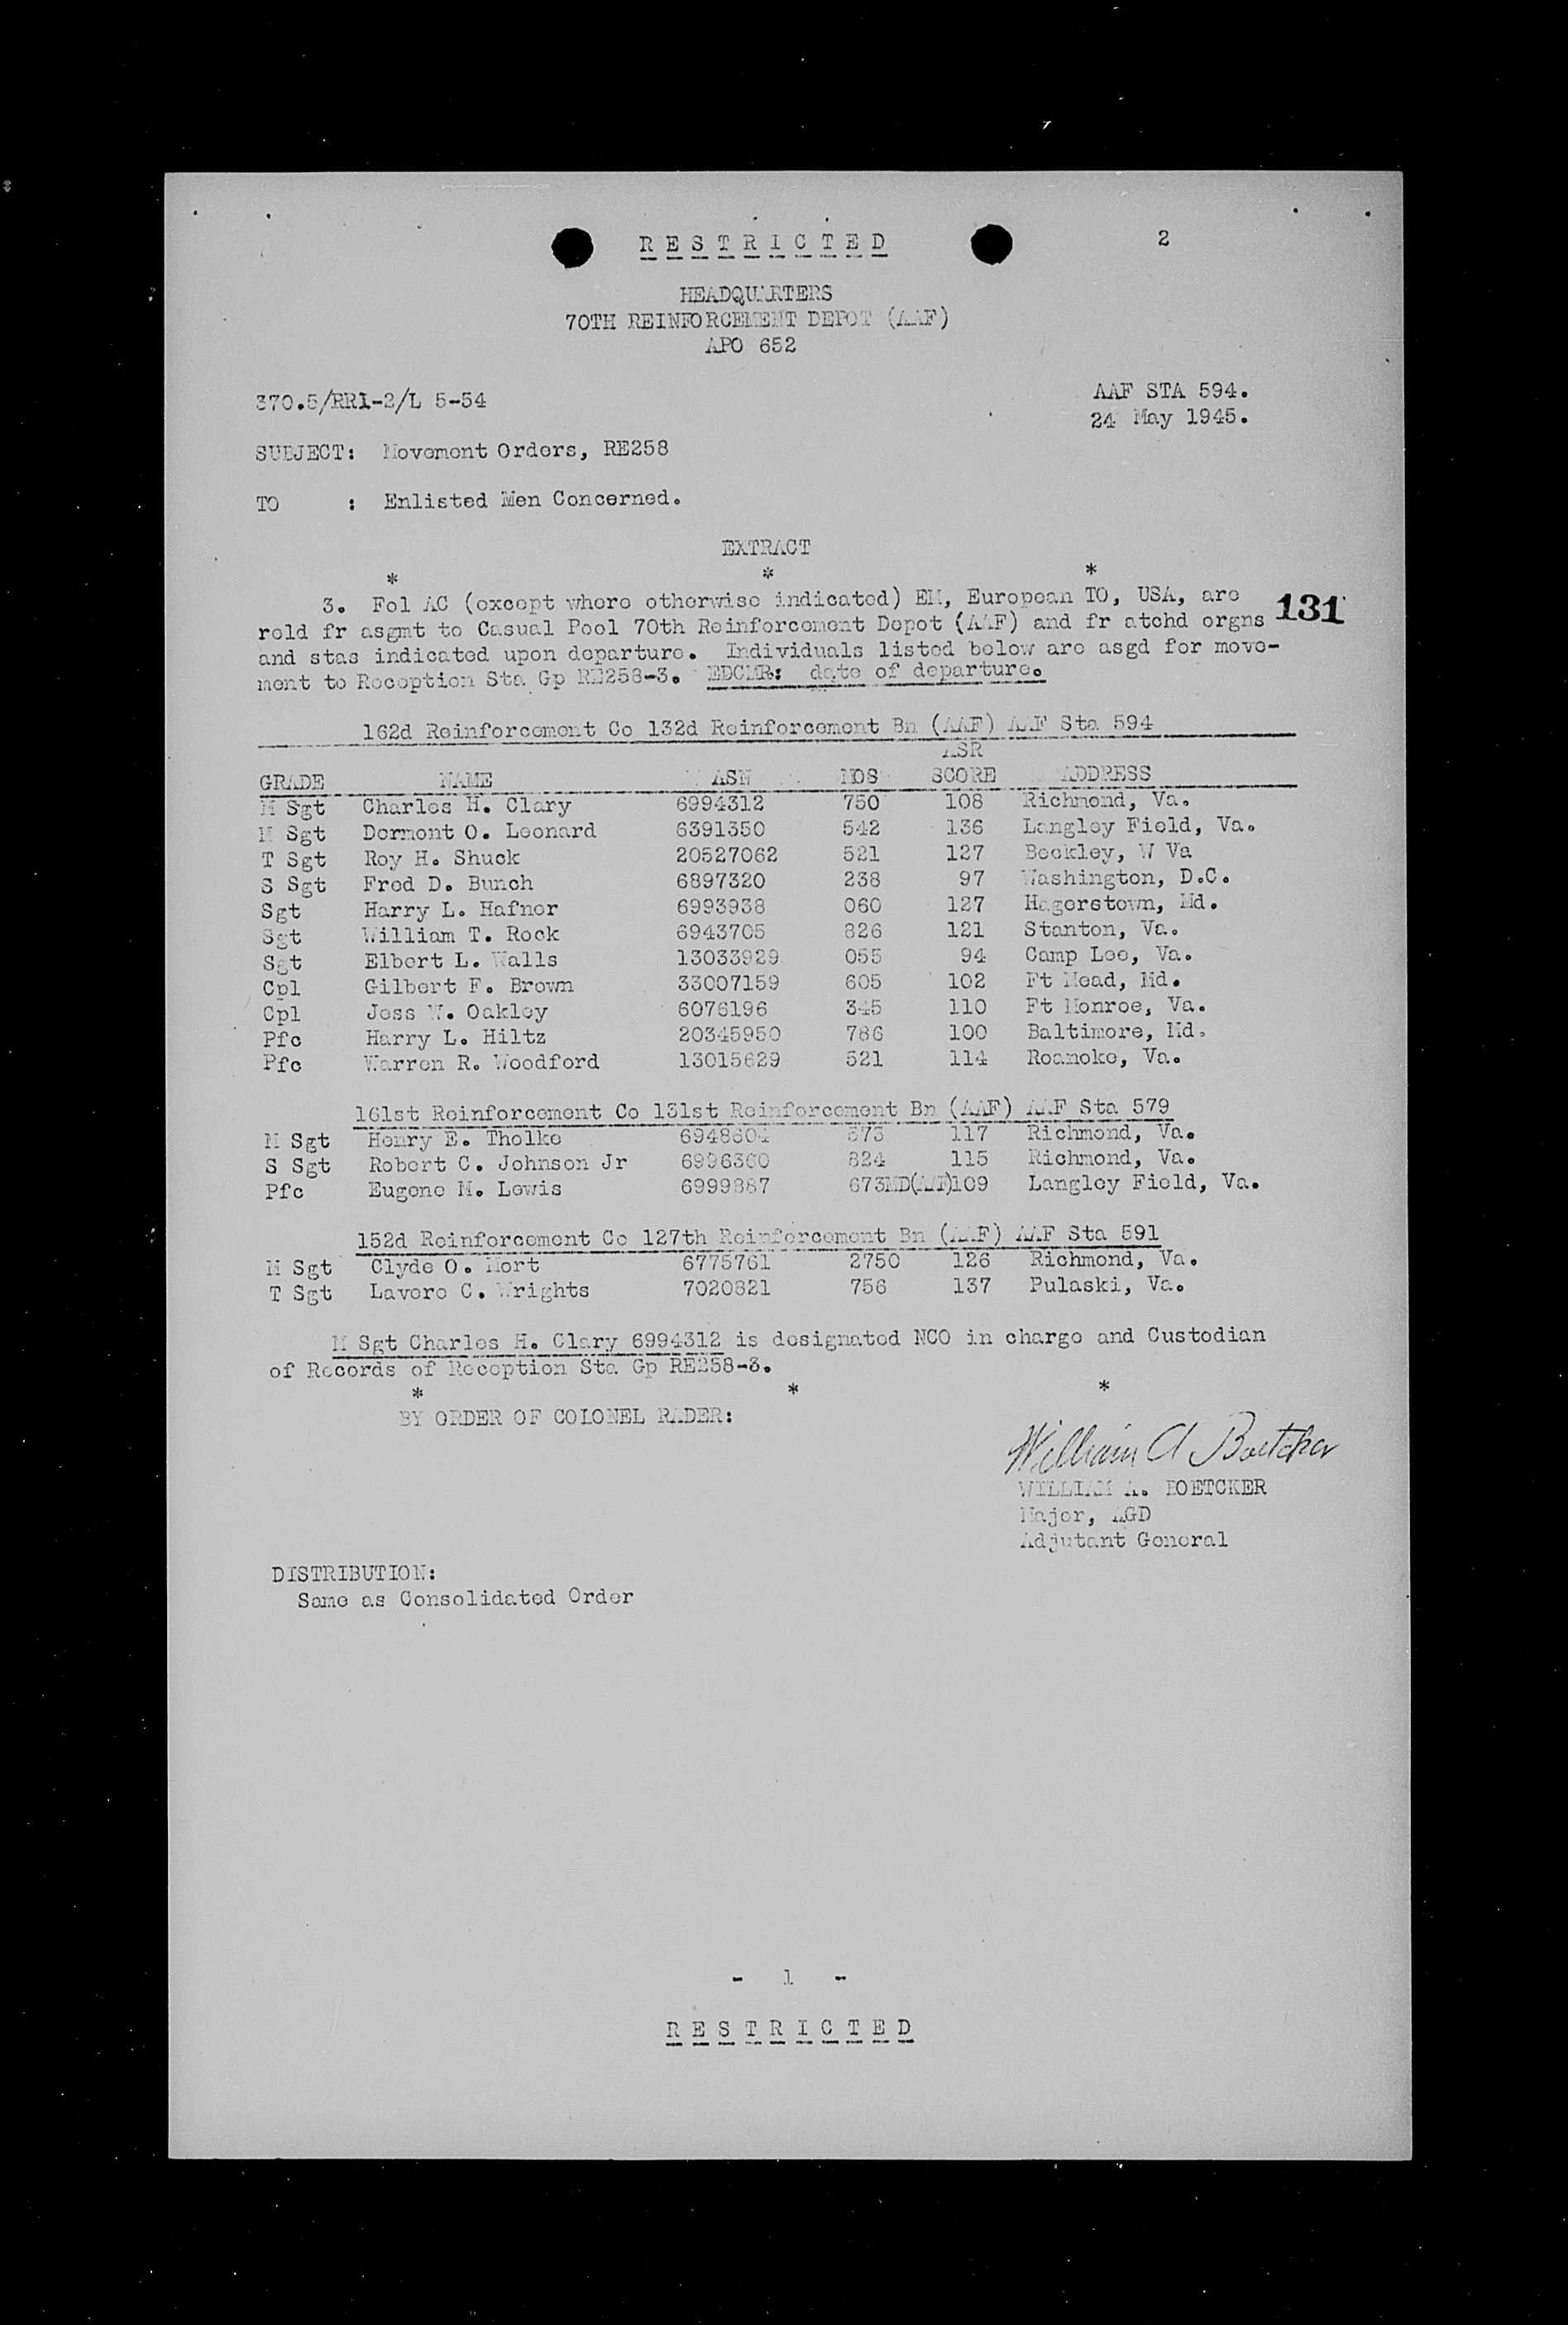 RESTRICTED
2
HEADQUARTERS
70TH REINFORCEMENT DEPOT (AAF)
APO 652
370.5/RR1-2/L 5-54
AAF STA 594.
24 May 1945.
SUBJECT: Movement Orders, RE258
TO : Enlisted Men Concerned.
EXTRACT
* * *
3. Fol AC (except where otherwise indicated) EM, European TO, USA, are
reld fr asgmt to Casual Pool 70th Reinforcement Depot (AAF) and fr atchd orgns
131
and stas indicated upon departure. Individuals listed below are asgd for move-
ment to Reception Sta Gp RE258-3. EDCMR: date of departure.
162d Reinforcement Co 132d Reinforcement Bn (AAF) AAF Sta 594
ASR
GRADE NAME ASN MOS SCORE ADDRESS
M Sgt Charles H. Clary 6994312 750 108 Richmond, Va.
M Sgt Dermont O. Leonard 6391350 542 136 Langley Field, Va.
T Sgt Roy H. Shuck 20527062 521 127 Beckley, W Va
S Sgt Fred D. Bunch 6897320 238 97 Washington, D.C.
Sgt Harry L. Hafner 6993938 060 127 Hagerstown, Md.
Sgt William T. Rock 6943705 826 121 Stanton, Va.
Sgt Elbert L. Walls 13033929 055 94 Camp Lee, Va.
Cpl Gilbert F. Brown 33007159 605 102 Ft Mead, Md.
Cpl Jess W. Oakley 6076196 345 110 Ft Monroe, Va.
Pfc Harry L. Hiltz 20345950 786 100 Baltimore, Md.
Pfc Warren R. Woodford 13015629 521 114 Roanoke, Va.
161st Reinforcement Co 131st Reinforcement Bn (AAF) AAF Sta 579
M Sgt Henry E. Tholke 6948604 573 117 Richmond, Va.
S Sgt Robert C. Johnson Jr 6996360 824 115 Richmond, Va.
Pfc Eugene M. Lewis 6999887 673MD(AAF)109 Langley Field, Va.
152d Reinforcement Co 127th Reinforcement Bn (AAF) AAF Sta 591
M Sgt Clyde O. Mort 6775761 2750 126 Richmond, Va.
T Sgt Lavore C. Wrights 7020821 756 137 Pulaski, Va.
M Sgt Charles H. Clary 6994312 is designated NCO in charge and Custodian
of Records of Reception Sta Gp RE258-3.
* * *
BY ORDER OF COLONEL RADER:
William A Boetcker
WILLIAM A. BOETCKER
Major, AGD
Adjutant General
DISTRIBUTION:
Same as Consolidated Order
- 1 -
RESTRICTED